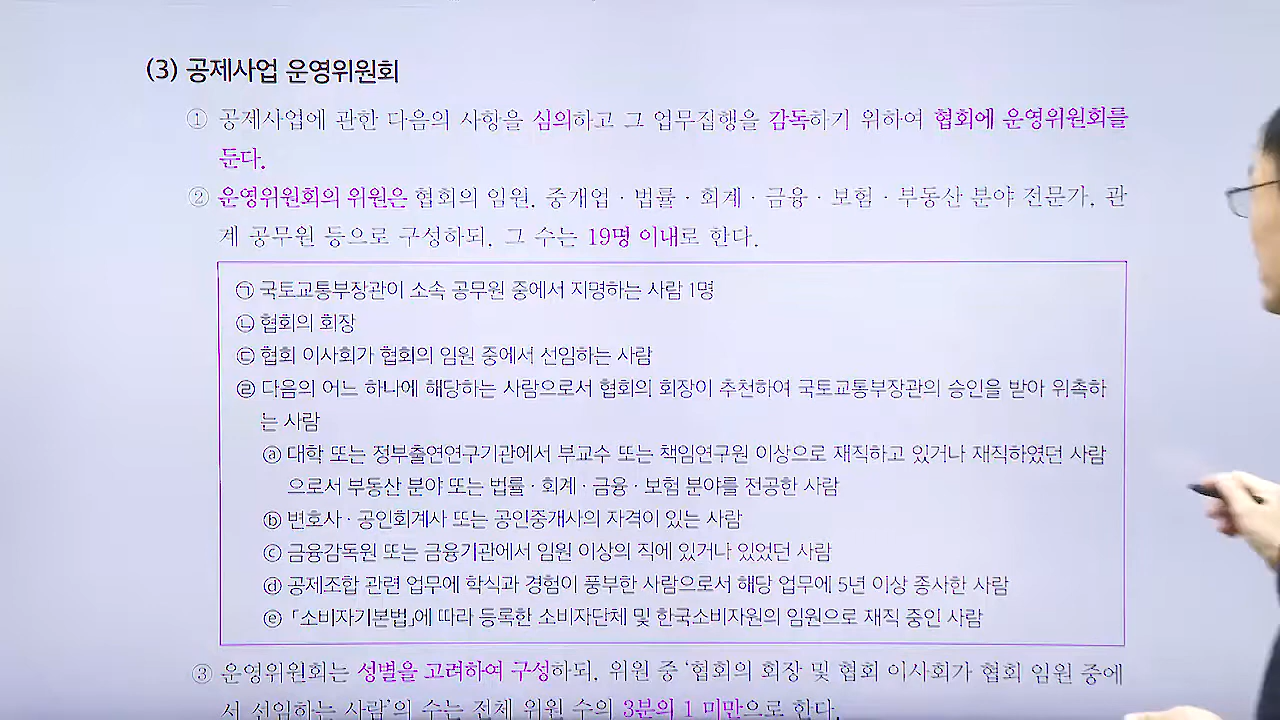 (3) 공제사업 운영위원회
① 공제사업에 관한 다음의 사항을 심의하고 그 업무집행을 감독하기 위하여 협회에 운영위원회를
둔다.
② 운영위원회의 위원은 협회의 임원, 중개업·법률·회계·금융·보험·부동산 분야 전문가, 관
계 공무원 등으로 구성하되, 그 수는 19명 이내로 한다.
㉠ 국토교통부장관이 소속 공무원 중에서 지명하는 사람 1명
㉡ 협회의 회장
㉢ 협회 이사회가 협회의 임원 중에서 선임하는 사람
㉣ 다음의 어느 하나에 해당하는 사람으로서 협회의 회장이 추천하여 국토교통부장관의 승인을 받아 위촉하
는 사람
ⓐ 대학 또는 정부출연연구기관에서 부교수 또는 책임연구원 이상으로 재직하고 있거나 재직하였던 사람
으로서 부동산 분야 또는 법률·회계·금융·보험 분야를 전공한 사람
ⓑ 변호사·공인회계사 또는 공인중개사의 자격이 있는 사람
ⓒ 금융감독원 또는 금융기관에서 임원 이상의 직에 있거나 있었던 사람
ⓓ 공제조합 관련 업무에 학식과 경험이 풍부한 사람으로서 해당 업무에 5년 이상 종사한 사람
ⓔ 「소비자기본법」에 따라 등록한 소비자단체 및 한국소비자원의 임원으로 재직 중인 사람
③ 운영위원회는 성별을 고려하여 구성하되, 위원 중 '협회의 회장 및 협회 이사회가 협회 임원 중에
서 선임하는 사람'의 수는 전체 위원 수의 3분의 1 미만으로 한다.